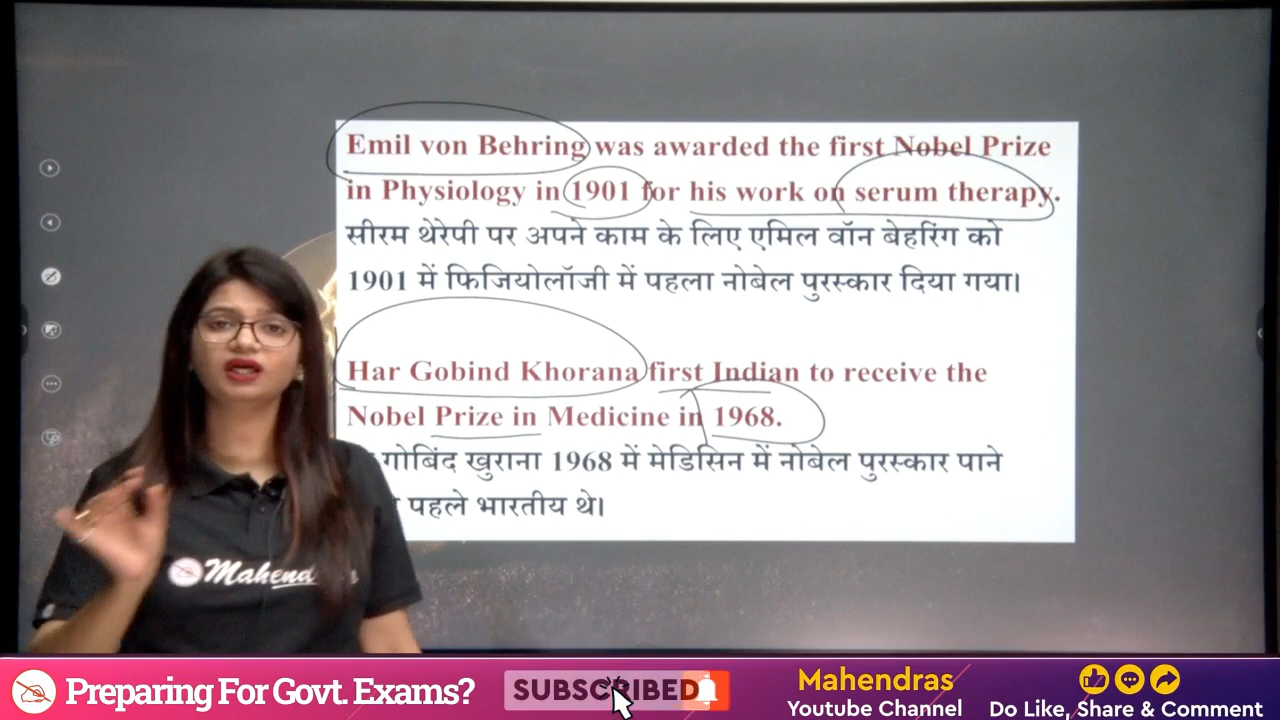 Emil von Behring was awarded the first Nobel Prize
in Physiology in 1901 for his work on serum therapy.
सीरम थेरेपी पर अपने काम के लिए एमिल वॉन बेहरिंग को
1901 में फिजियोलॉजी में पहला नोबेल पुरस्कार दिया गया।
Har Gobind Khorana first Indian to receive the
Nobel Prize in Medicine in 1968.
गोबिंद खुराना 1968 में मेडिसिन में नोबेल पुरस्कार पाने
पहले भारतीय थे।
Preparing For Govt. Exams?
SUBSCRIBED
Mahendras
Youtube Channel
Do Like, Share & Comment